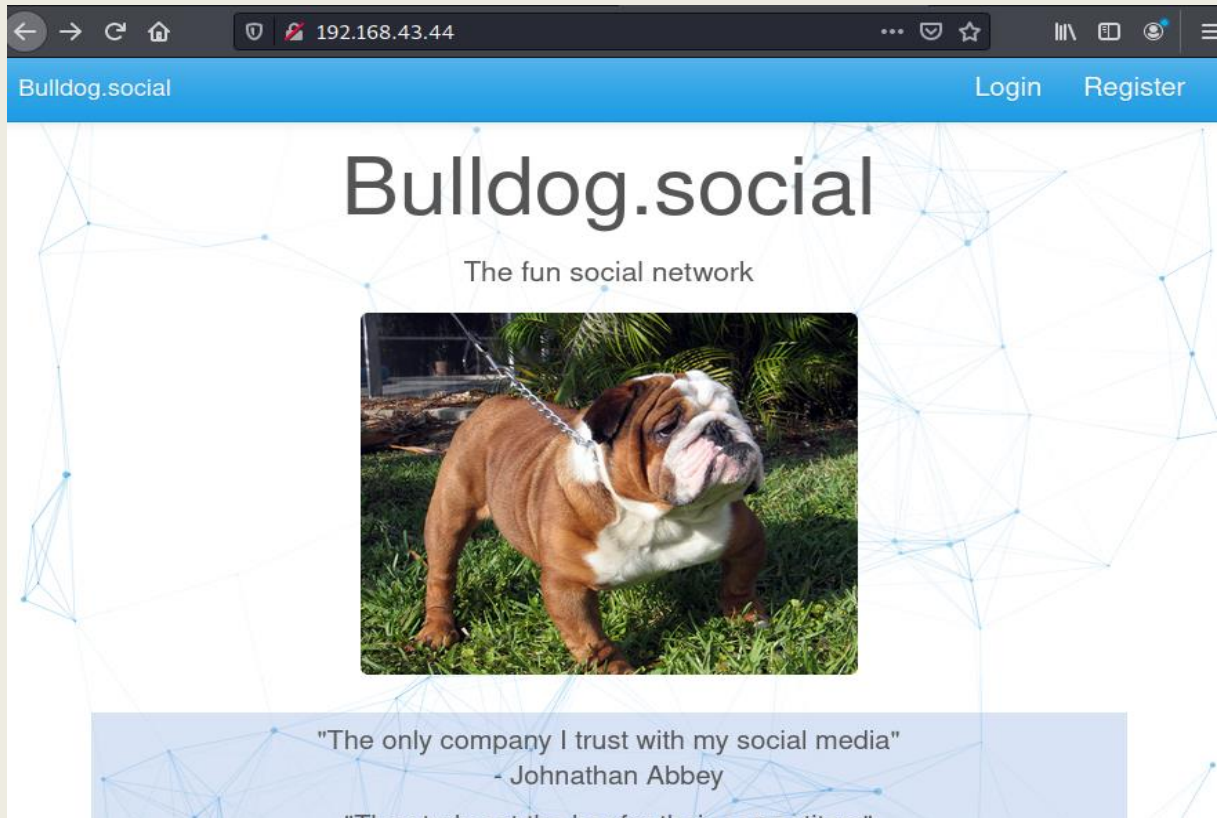 192.168.43.44
Bulldog.social
Login Register
Bulldog.social
The fun social network
"The only company I trust with my social media"
- Johnathan Abbey